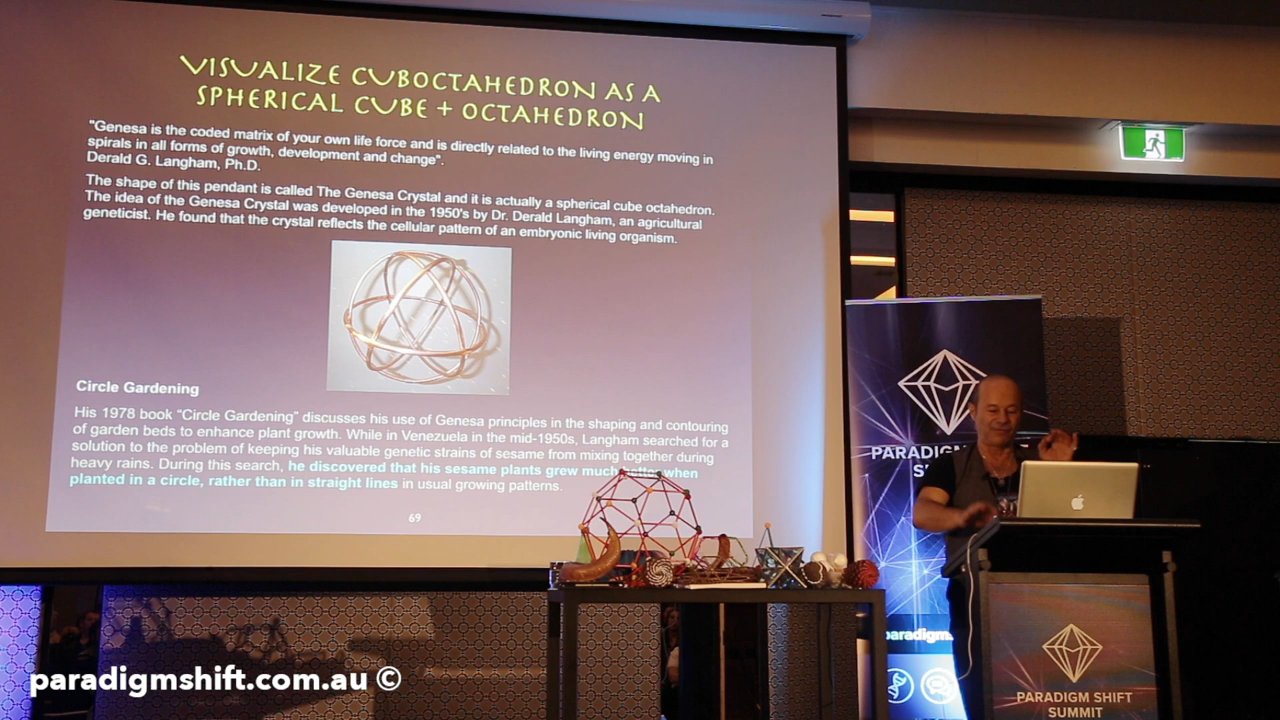 VISUALIZE CUBOCTAHEDRON AS A
SPHERICAL CUBE + OCTAHEDRON
"Genesa is the coded matrix of your own life force and is directly related to the living energy moving in
spirals in all forms of growth, development and change".
Derald G. Langham, Ph.D.
The shape of this pendant is called The Genesa Crystal and it is actually a spherical cube octahedron.
The idea of the Genesa Crystal was developed in the 1950's by Dr. Derald Langham, an agricultural
geneticist. He found that the crystal reflects the cellular pattern of an embryonic living organism.
Circle Gardening
His 1978 book "Circle Gardening" discusses his use of Genesa principles in the shaping and contouring
of garden beds to enhance plant growth. While in Venezuela in the mid-1950s, Langham searched for a
solution to the problem of keeping his valuable genetic strains of sesame from mixing together during
heavy rains. During this search, he discovered that his sesame plants grew much better when
planted in a circle, rather than in straight lines in usual growing patterns.
69
PARADIGM
paradigm
PARADIGM SHIFT
SUMMIT
paradigmshift.com.au ©